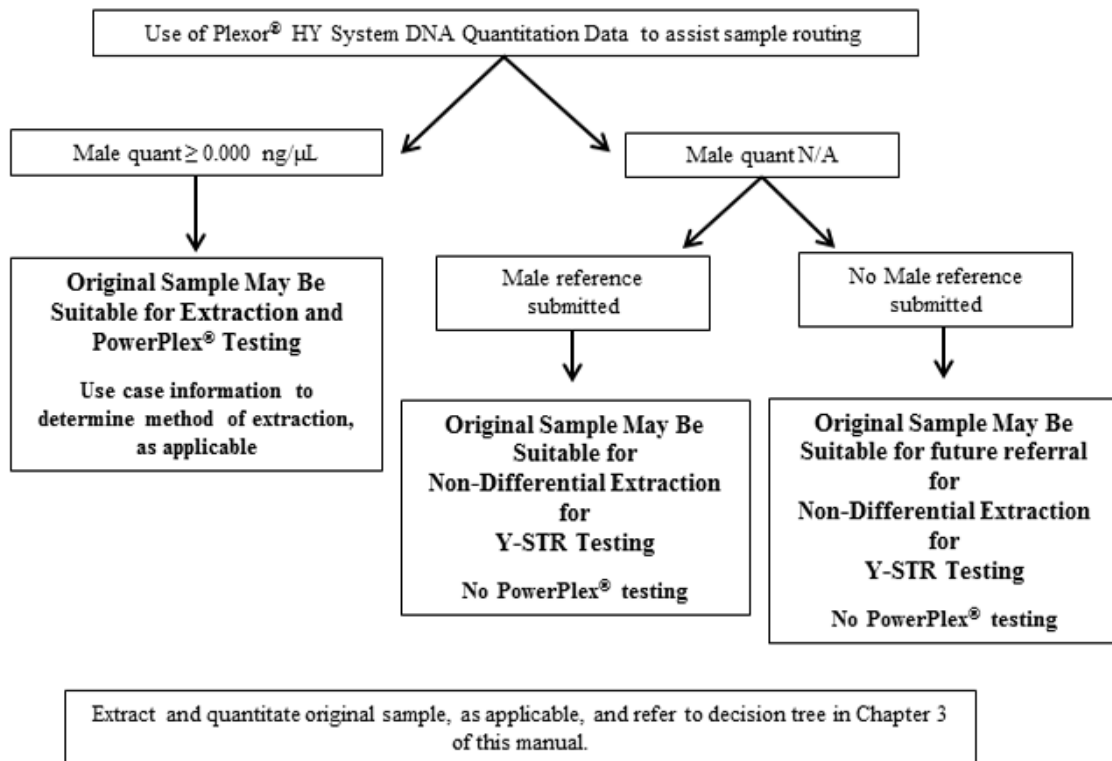 Use of Plexor® HY System DNA Quantitation Data to assist sample routing
Male quant ≥ 0.000 ng/μL
Male quant N/A
Original Sample May Be
Suitable for Extraction and
PowerPlex® Testing
Use case information to
determine method of extraction,
as applicable
Male reference
submitted
No Male reference
submitted
Original Sample May Be
Suitable for
Non-Differential Extraction
for
Y-STR Testing
No PowerPlex® testing
Original Sample May Be
Suitable for future referral
for
Non-Differential Extraction
for
Y-STR Testing
No PowerPlex® testing
Extract and quantitate original sample, as applicable, and refer to decision tree in Chapter 3
of this manual.